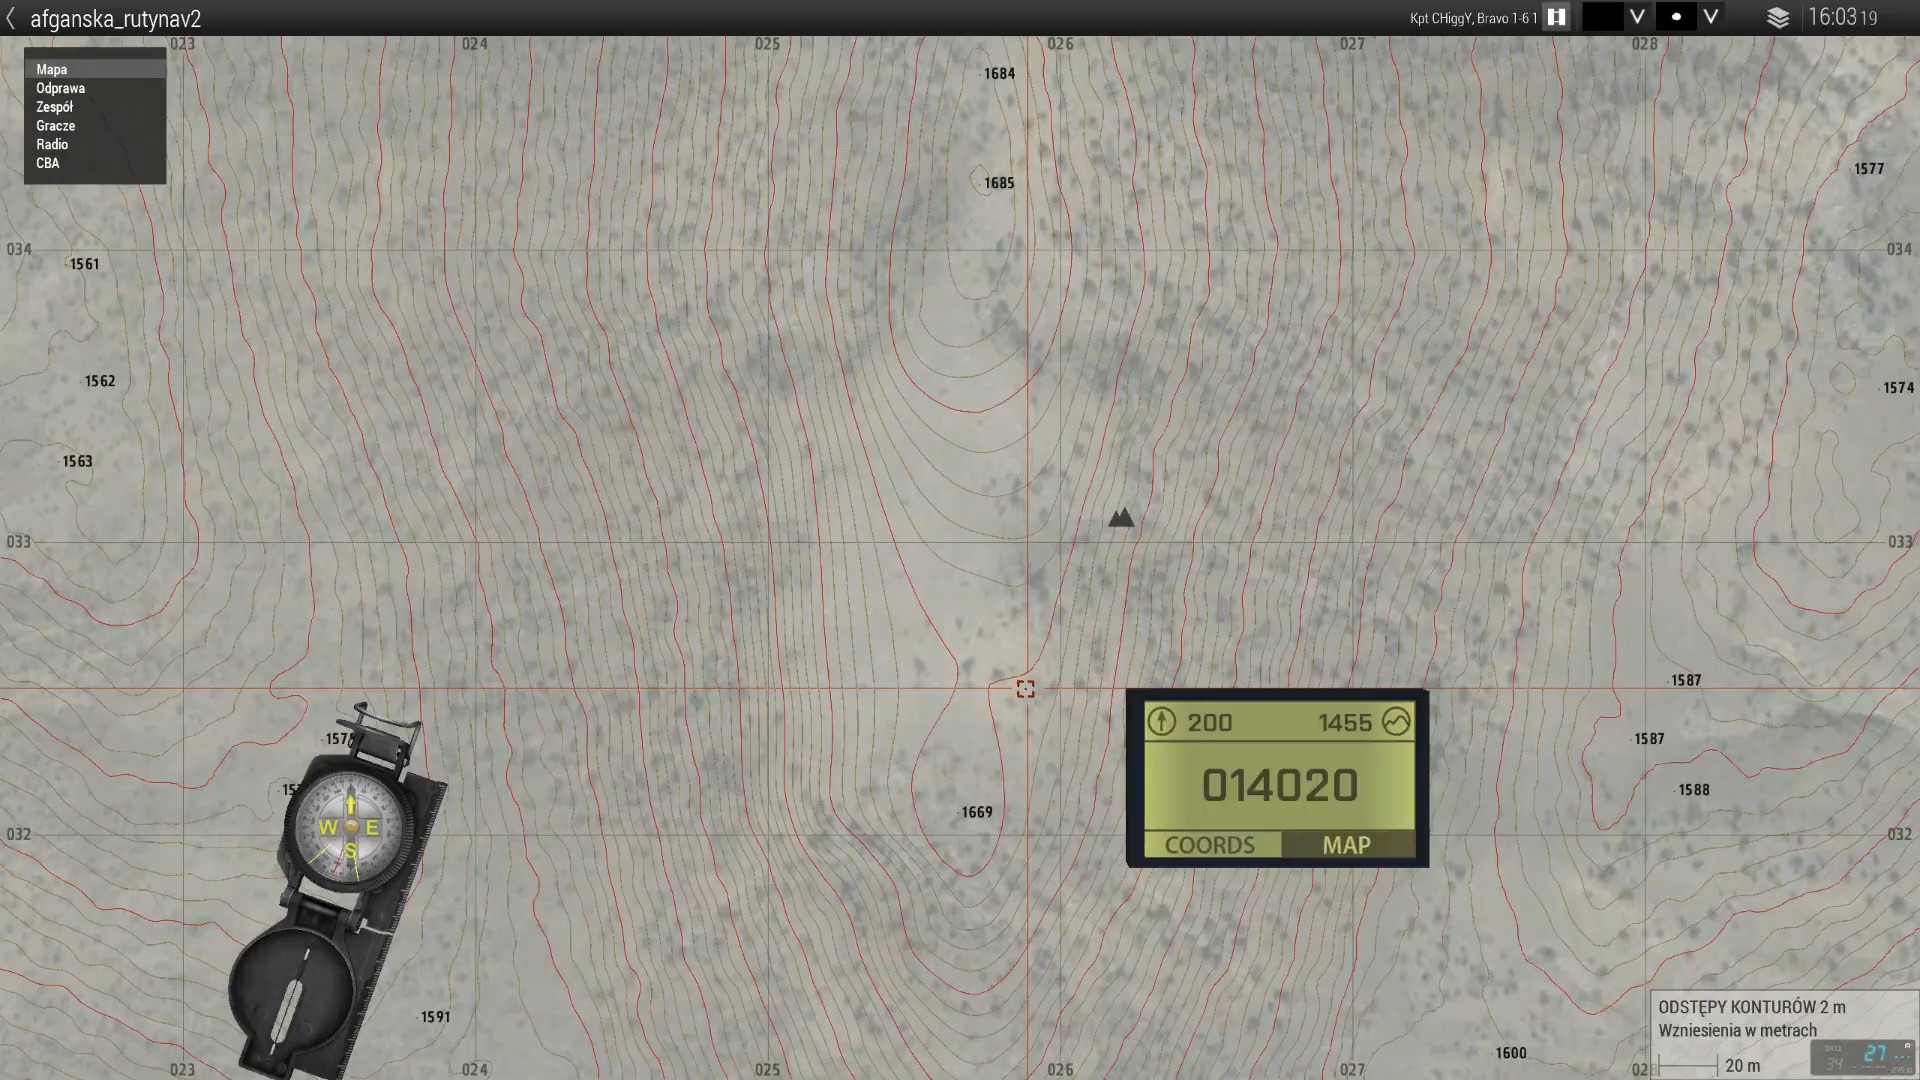 afganska_rutynav2
Kpt CHiggY, Bravo 1-6 1
16:03 19
023 024 025 026 027 028
Mapa
Odprawa
Zespół
Gracze
Radio
CBA
1684
1577
1685
034 034
1561
1562
1574
1563
033 033
1587
1587
200 1455
014020
COORDS MAP
1588
1669
W E
S
032 032
1591
1600
ODSTĘPY KONTURÓW 2 m
Wzniesienia w metrach
20 m
27
34
023 024 025 026 027